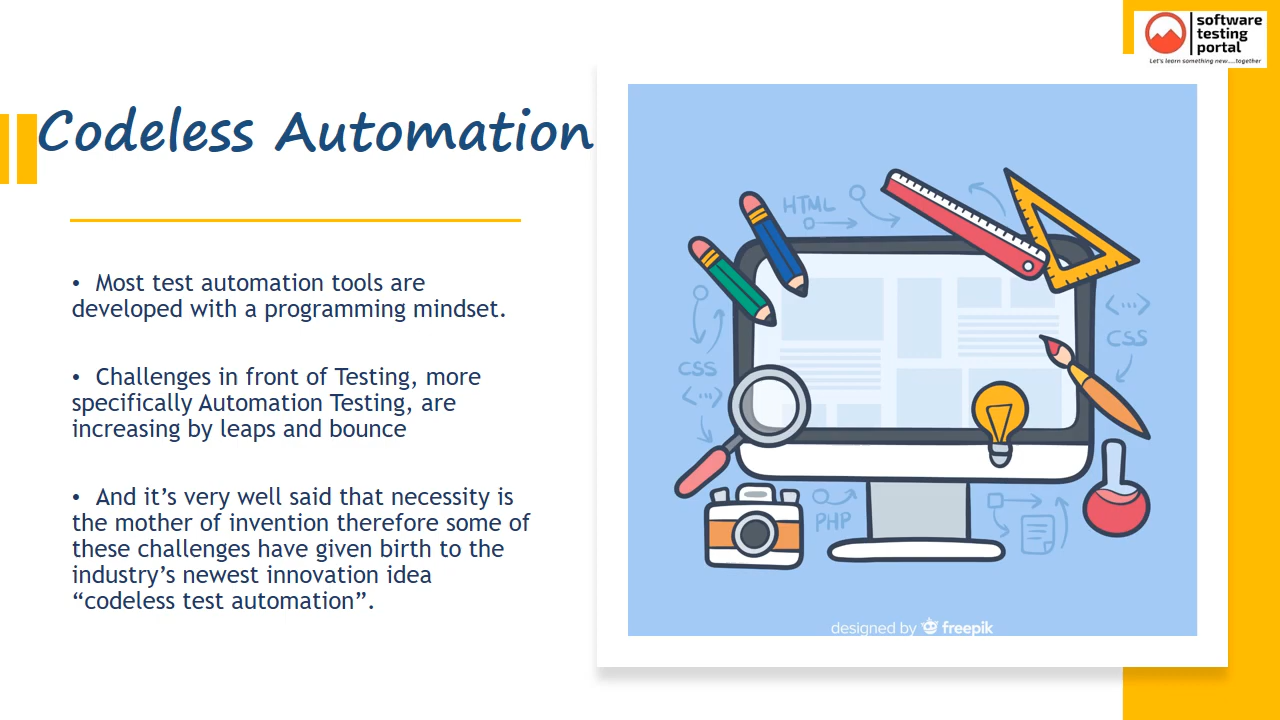 software
testing
portal
Let's learn something new....together
Codeless Automation
• Most test automation tools are
developed with a programming mindset.
• Challenges in front of Testing, more
specifically Automation Testing, are
increasing by leaps and bounce
• And it’s very well said that necessity is
the mother of invention therefore some of
these challenges have given birth to the
industry’s newest innovation idea
“codeless test automation”.
HTML
<...>
CSS
CSS
<...>
PHP
designed by freepik